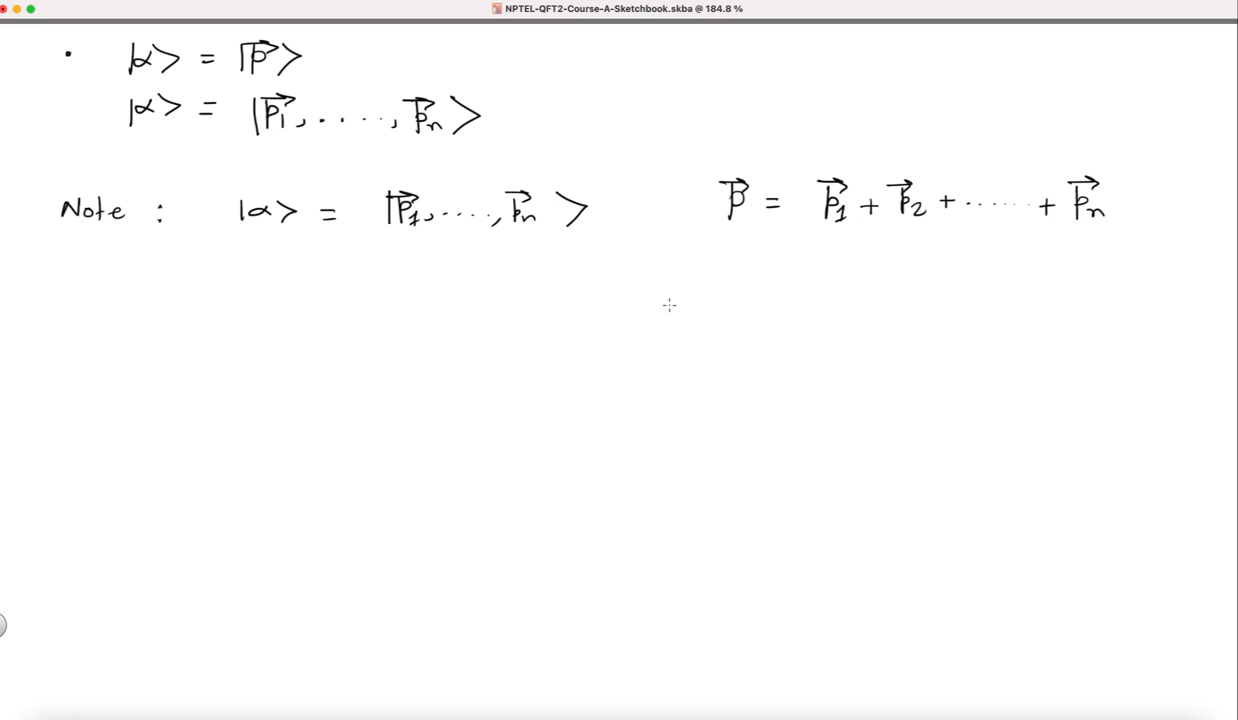 NPTEL-QFT2-Course-A-Sketchbook.skba @ 184.8 %
• |α> = |p⃗>
|α> = |p⃗₁, . . . . , p⃗ₙ>
Note : |α> = |p⃗₁, . . . . , p⃗ₙ > p⃗ = p⃗₁ + p⃗₂ + . . . . . . + p⃗ₙ